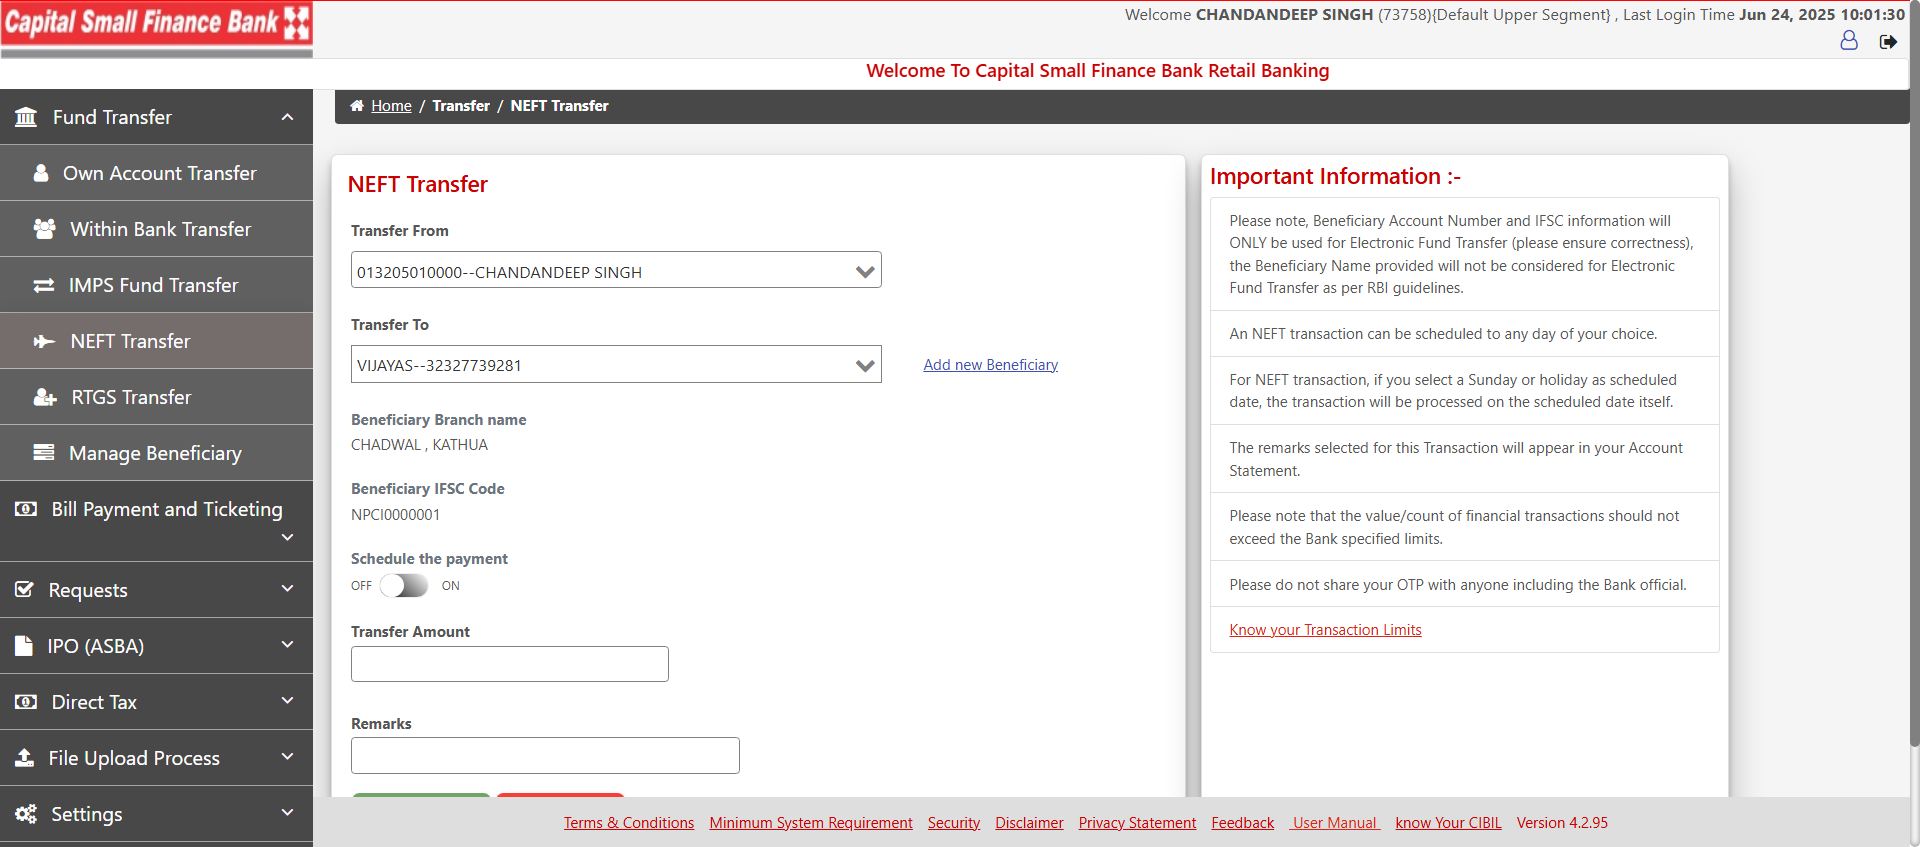 Capital Small Finance Bank
Welcome CHANDANDEEP SINGH (73758){Default Upper Segment} , Last Login Time Jun 24, 2025 10:01:30
Welcome To Capital Small Finance Bank Retail Banking
Fund Transfer
Own Account Transfer
Within Bank Transfer
IMPS Fund Transfer
NEFT Transfer
RTGS Transfer
Manage Beneficiary
Bill Payment and Ticketing
Requests
IPO (ASBA)
Direct Tax
File Upload Process
Settings
Home / Transfer / NEFT Transfer
NEFT Transfer
Transfer From
013205010000--CHANDANDEEP SINGH
Transfer To
VIJAYAS--32327739281
Add new Beneficiary
Beneficiary Branch name
CHADWAL , KATHUA
Beneficiary IFSC Code
NPCI0000001
Schedule the payment
OFF ON
Transfer Amount
Remarks
Important Information :-
Please note, Beneficiary Account Number and IFSC information will
ONLY be used for Electronic Fund Transfer (please ensure correctness),
the Beneficiary Name provided will not be considered for Electronic
Fund Transfer as per RBI guidelines.
An NEFT transaction can be scheduled to any day of your choice.
For NEFT transaction, if you select a Sunday or holiday as scheduled
date, the transaction will be processed on the scheduled date itself.
The remarks selected for this Transaction will appear in your Account
Statement.
Please note that the value/count of financial transactions should not
exceed the Bank specified limits.
Please do not share your OTP with anyone including the Bank official.
Know your Transaction Limits
Terms & Conditions Minimum System Requirement Security Disclaimer Privacy Statement Feedback User Manual know Your CIBIL Version 4.2.95